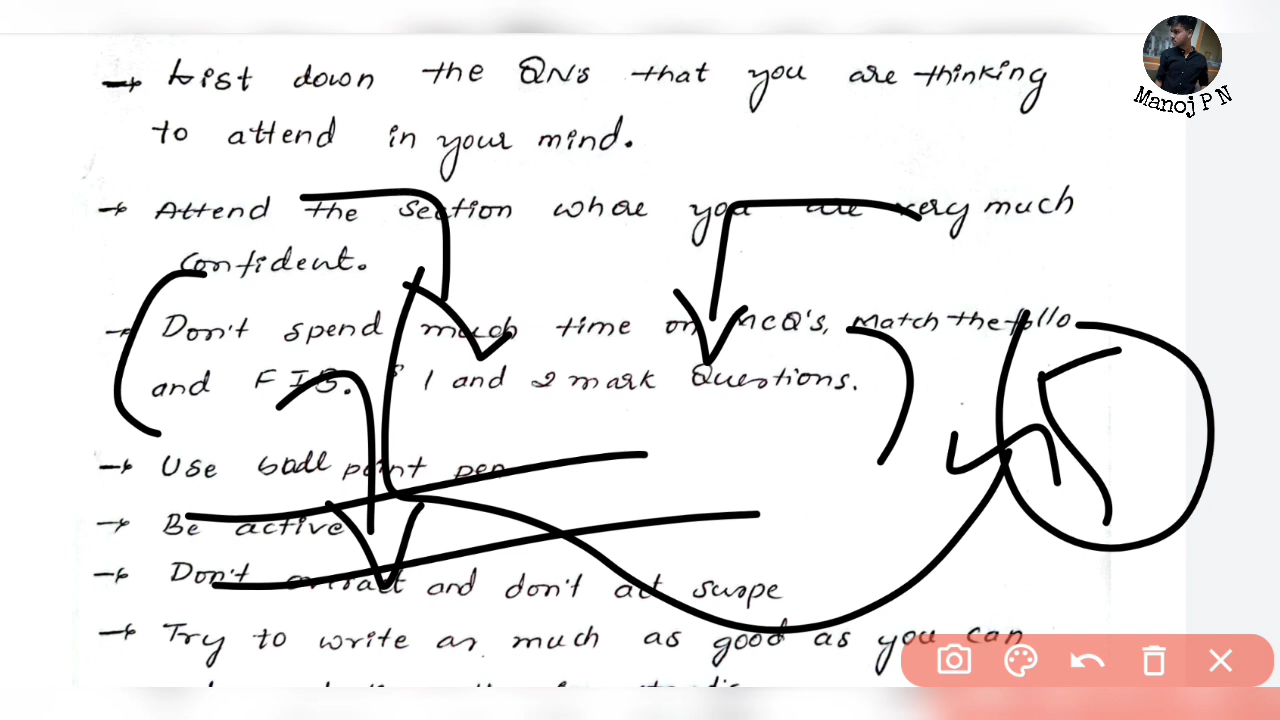 → List down the QNs that you are thinking
to attend in your mind.
→ Attend the section where you are very much
confident.
→ Don't spend much time on MCQ's, Match the follo
and FIB. 1 and 2 mark Questions.
→ Use ball point pen
→ Be active
→ Don't and don't
→ Try to write as much as good as you can
Manoj P N